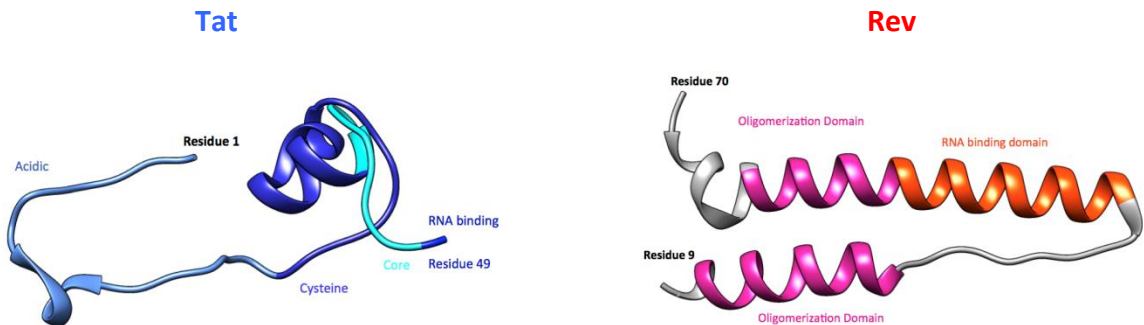 Tat
Residue 1
Acidic
RNA binding
Core
Residue 49
Cysteine
Rev
Residue 70
Oligomerization Domain
RNA binding domain
Residue 9
Oligomerization Domain